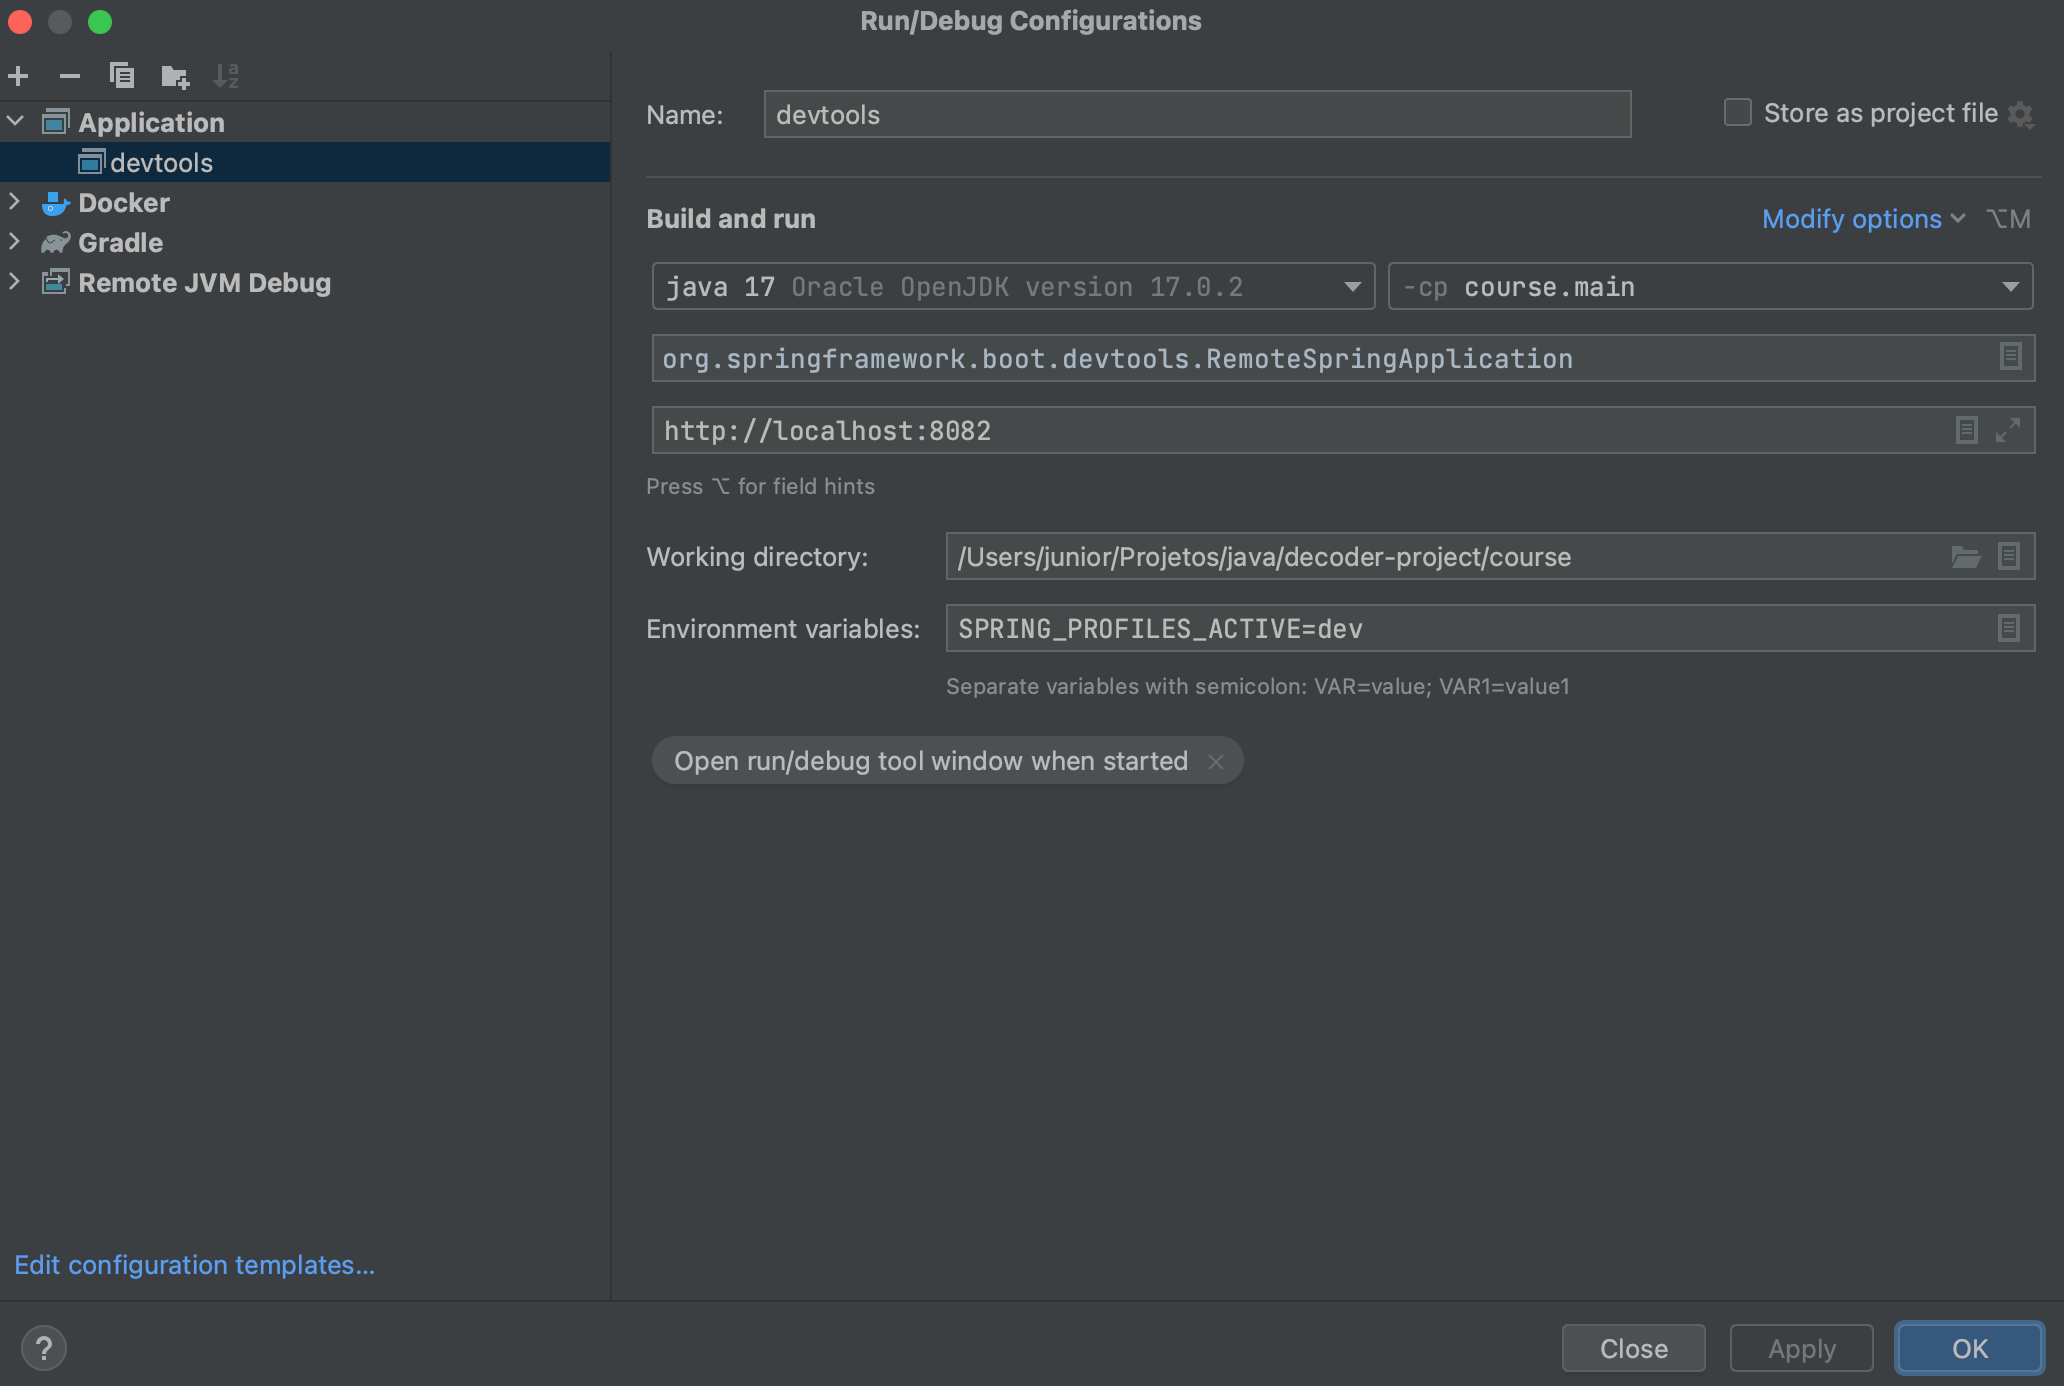 Run/Debug Configurations
Application
devtools
Docker
Gradle
Remote JVM Debug
Edit configuration templates...
Name: devtools
Store as project file
Build and run
Modify options ⌥M
java 17 Oracle OpenJDK version 17.0.2
-cp course.main
org.springframework.boot.devtools.RemoteSpringApplication
http://localhost:8082
Press ⌥ for field hints
Working directory: /Users/junior/Projetos/java/decoder-project/course
Environment variables: SPRING_PROFILES_ACTIVE=dev
Separate variables with semicolon: VAR=value; VAR1=value1
Open run/debug tool window when started ×
? Close Apply OK